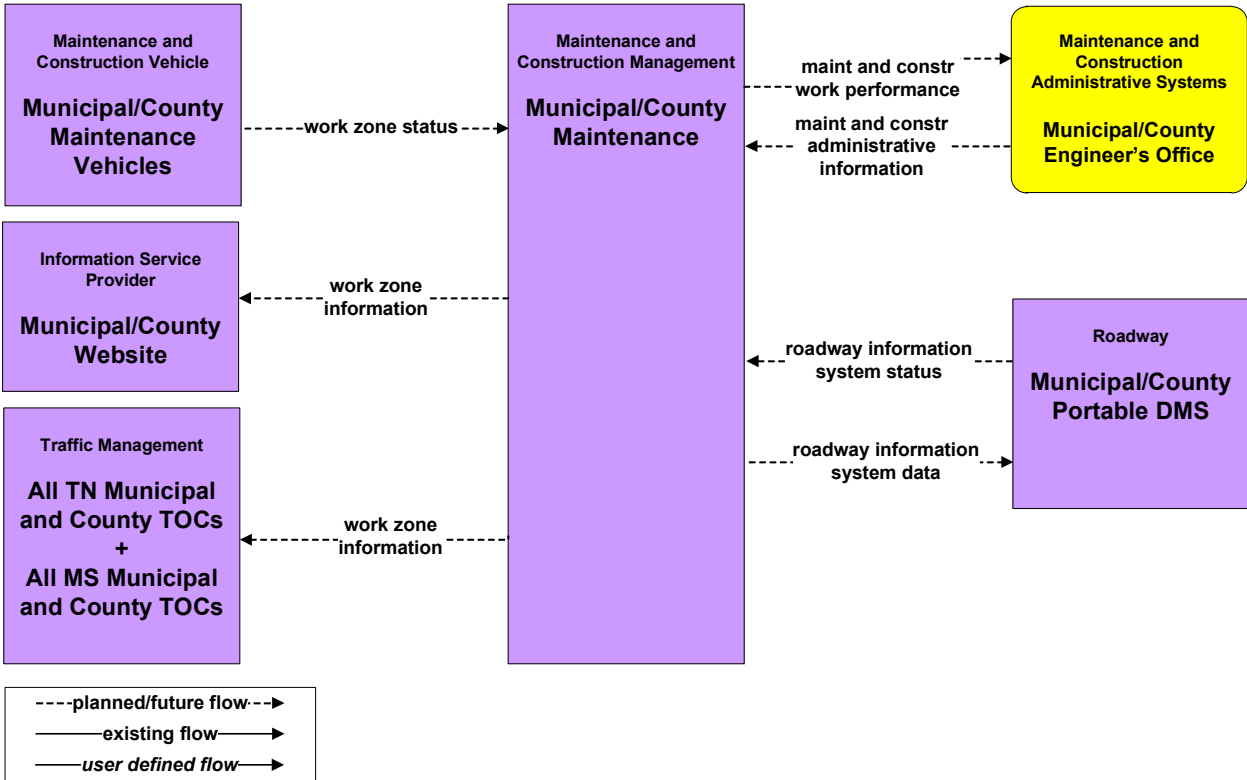 Maintenance and
Construction Vehicle
Municipal/County
Maintenance
Vehicles
work zone status
Maintenance and
Construction Management
Municipal/County
Maintenance
maint and constr
work performance
maint and constr
administrative
information
Maintenance and
Construction
Administrative Systems
Municipal/County
Engineer’s Office
Information Service
Provider
Municipal/County
Website
work zone
information
roadway information
system status
roadway information
system data
Roadway
Municipal/County
Portable DMS
Traffic Management
All TN Municipal
and County TOCs
+
All MS Municipal
and County TOCs
work zone
information
planned/future flow
existing flow
user defined flow